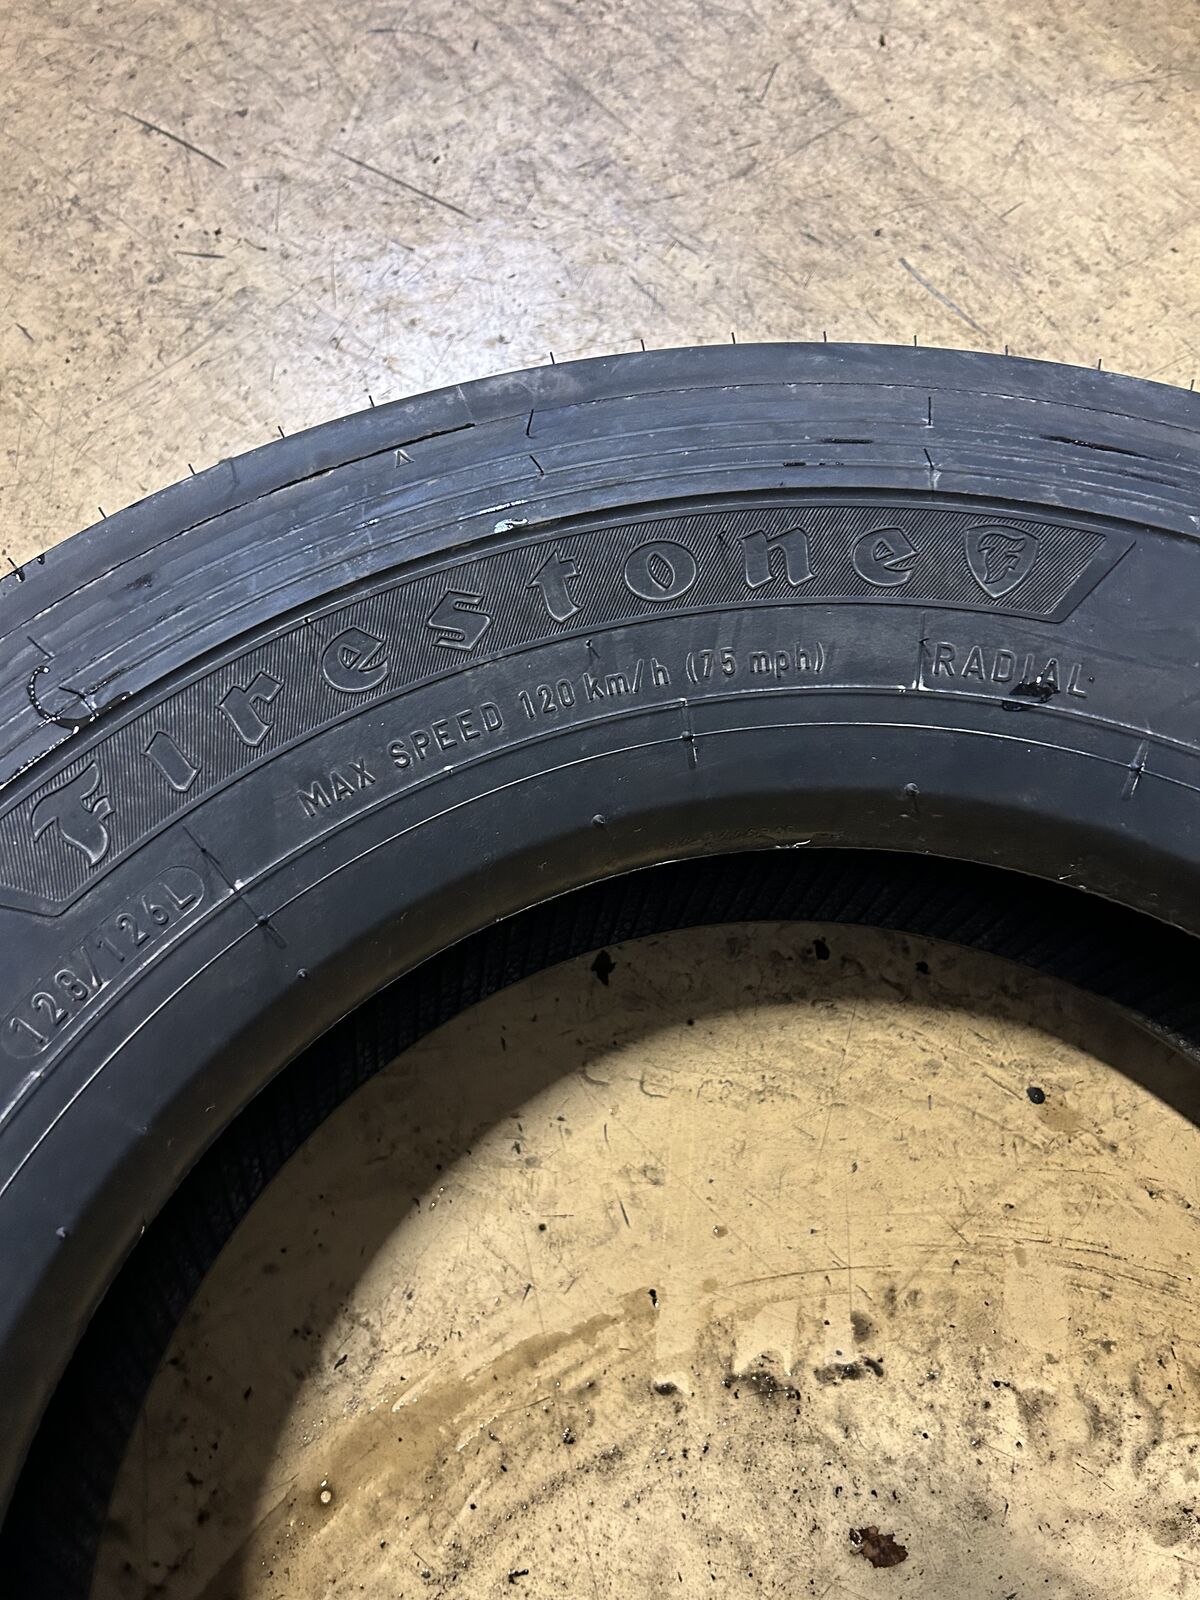 Firestone F
MAX SPEED 120 km/h (75 mph)
RADIAL
128/126L